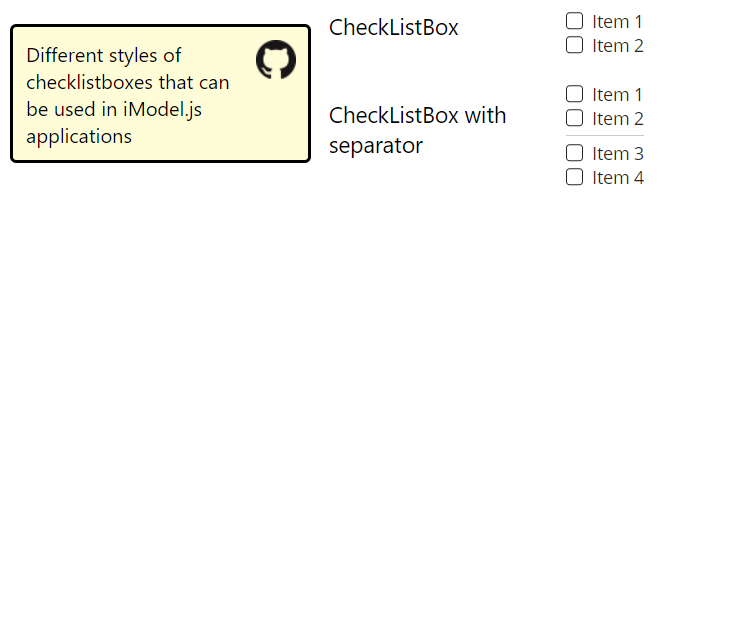 Different styles of
checklistboxes that can
be used in iModel.js
applications
CheckListBox
Item 1
Item 2
CheckListBox with
separator
Item 1
Item 2
Item 3
Item 4